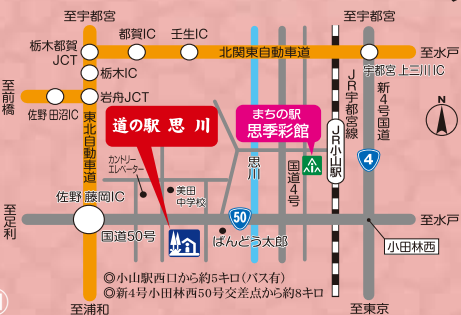 至宇都宮
至宇都宮
都賀IC
壬生IC
栃木都賀
JCT
北関東自動車道
至水戸
宇都宮 上三川IC
栃木IC
至前橋
佐野田沼IC
岩舟JCT
東北自動車道
道の駅 思川
まちの駅
思季彩館
JR宇都宮線
新4号国道
N
カントリー
エレベーター
美田
中学校
思川
国道4号
JR小山駅
4
佐野藤岡IC
至足利
国道50号
50
ばんどう太郎
至水戸
小田林西
◎小山駅西口から約5キロ(バス有)
◎新4号小田林西50号交差点から約8キロ
至浦和
至東京